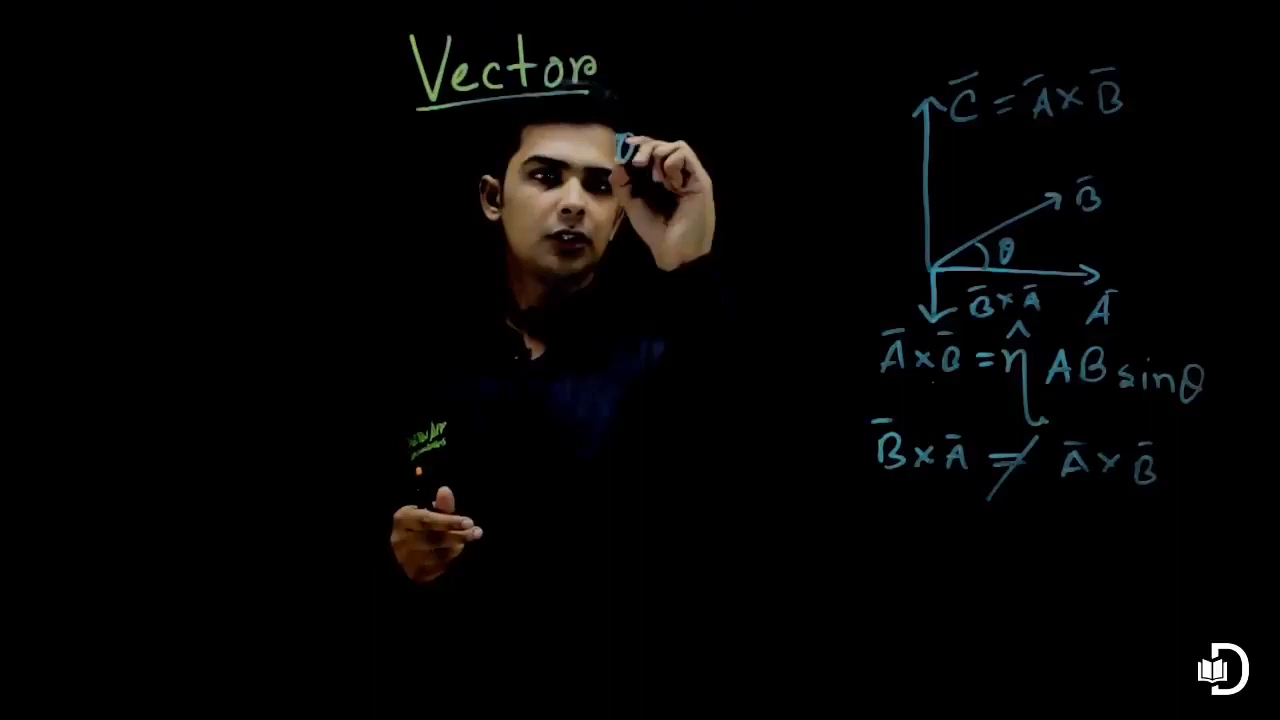 Vector
C̄ = Ā × B̄
B̄
θ
B̄ × Ā
Ā
Ā × B̄ = η̂ AB sinθ
B̄ × Ā ≠ Ā × B̄